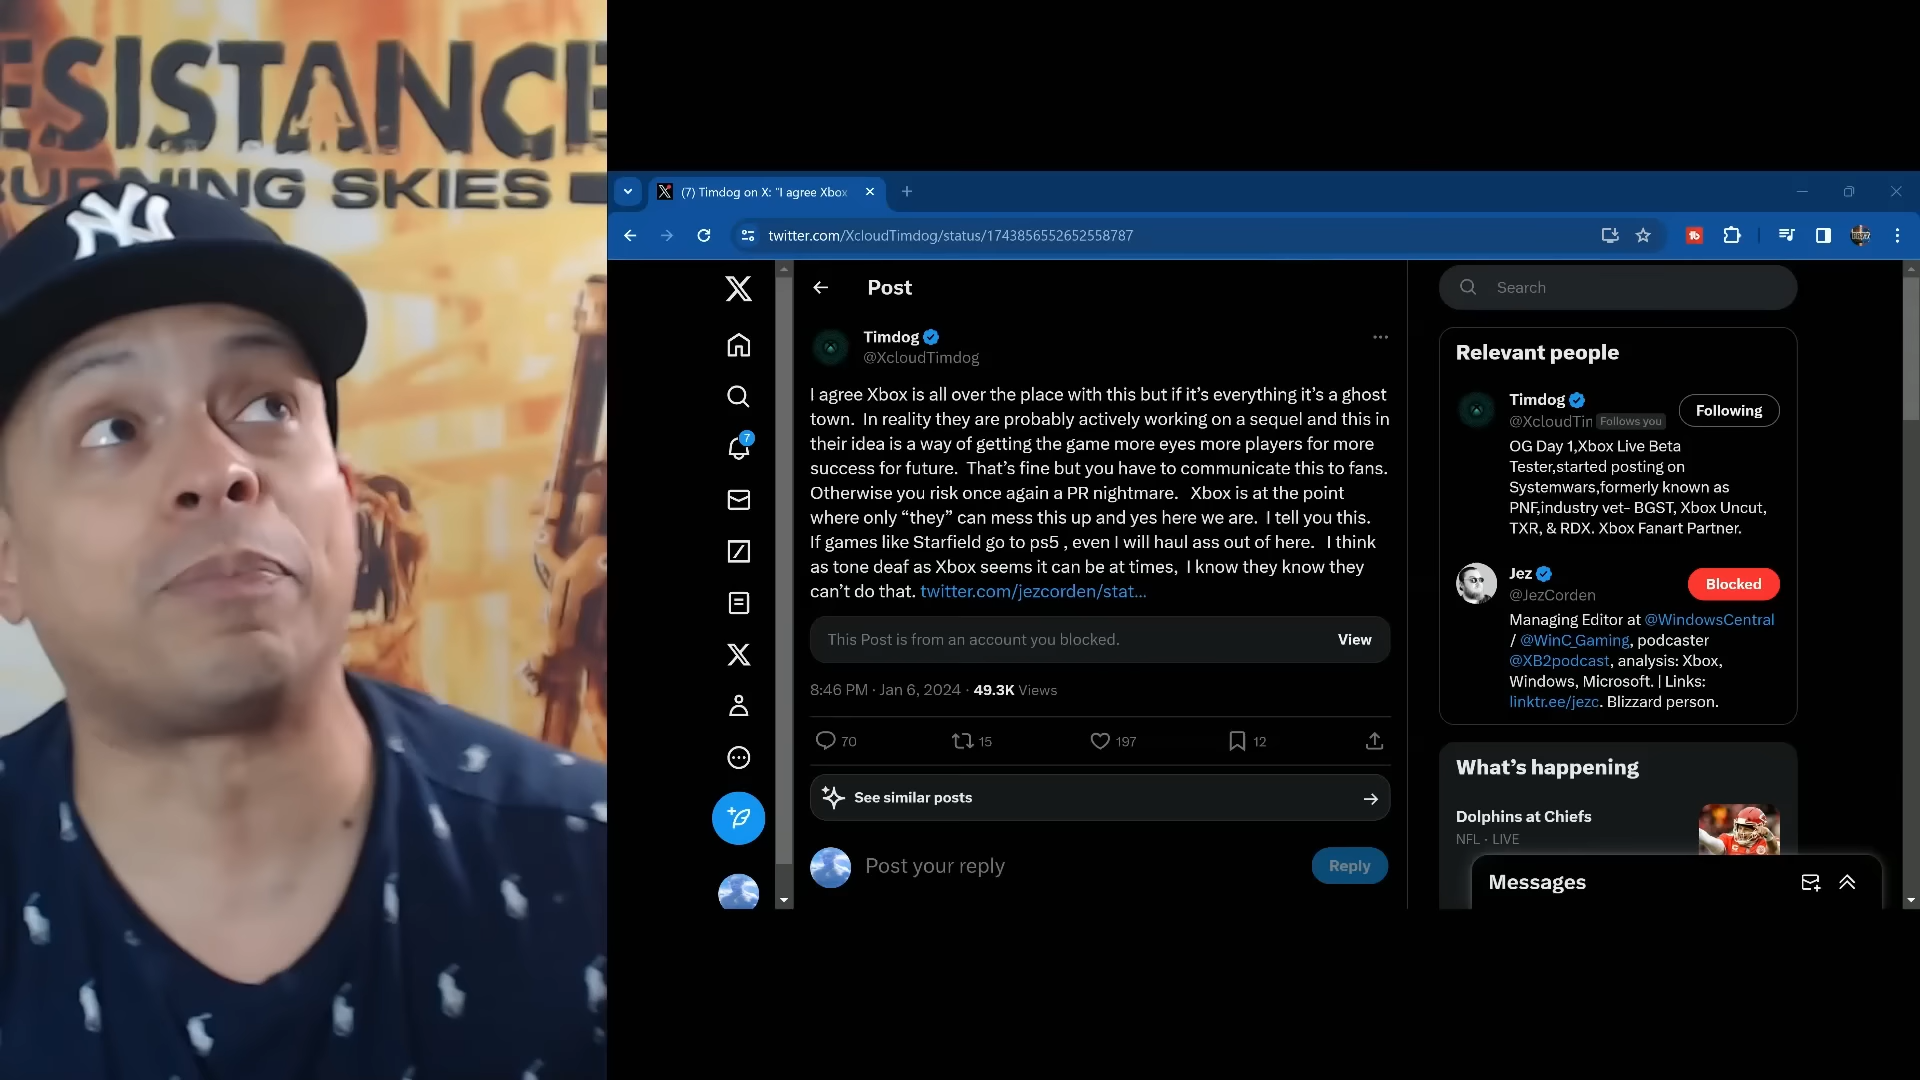 ESISTANCE
BURNING SKIES
NY
(7) Timdog on X: "I agree Xbox
twitter.com/XcloudTimdog/status/1743856552652558787
Post
Timdog
@XcloudTimdog
I agree Xbox is all over the place with this but if it’s everything it’s a ghost
town.  In reality they are probably actively working on a sequel and this in
their idea is a way of getting the game more eyes more players for more
success for future.  That’s fine but you have to communicate this to fans.
Otherwise you risk once again a PR nightmare.   Xbox is at the point
where only “they” can mess this up and yes here we are.  I tell you this.
If games like Starfield go to ps5 , even I will haul ass out of here.   I think
as tone deaf as Xbox seems it can be at times,  I know they know they
can’t do that. twitter.com/jezcorden/stat...
This Post is from an account you blocked.
View
8:46 PM · Jan 6, 2024 · 49.3K Views
70
15
197
12
See similar posts
Post your reply
Reply
7
Search
Relevant people
Timdog
@XcloudTin Follows you
Following
OG Day 1,Xbox Live Beta
Tester,started posting on
Systemwars,formerly known as
PNF,industry vet- BGST, Xbox Uncut,
TXR, & RDX. Xbox Fanart Partner.
Jez
@JezCorden
Blocked
Managing Editor at @WindowsCentral
/ @WinC_Gaming, podcaster
@XB2podcast, analysis: Xbox,
Windows, Microsoft. | Links:
linktr.ee/jezc. Blizzard person.
What’s happening
Dolphins at Chiefs
NFL · LIVE
Messages